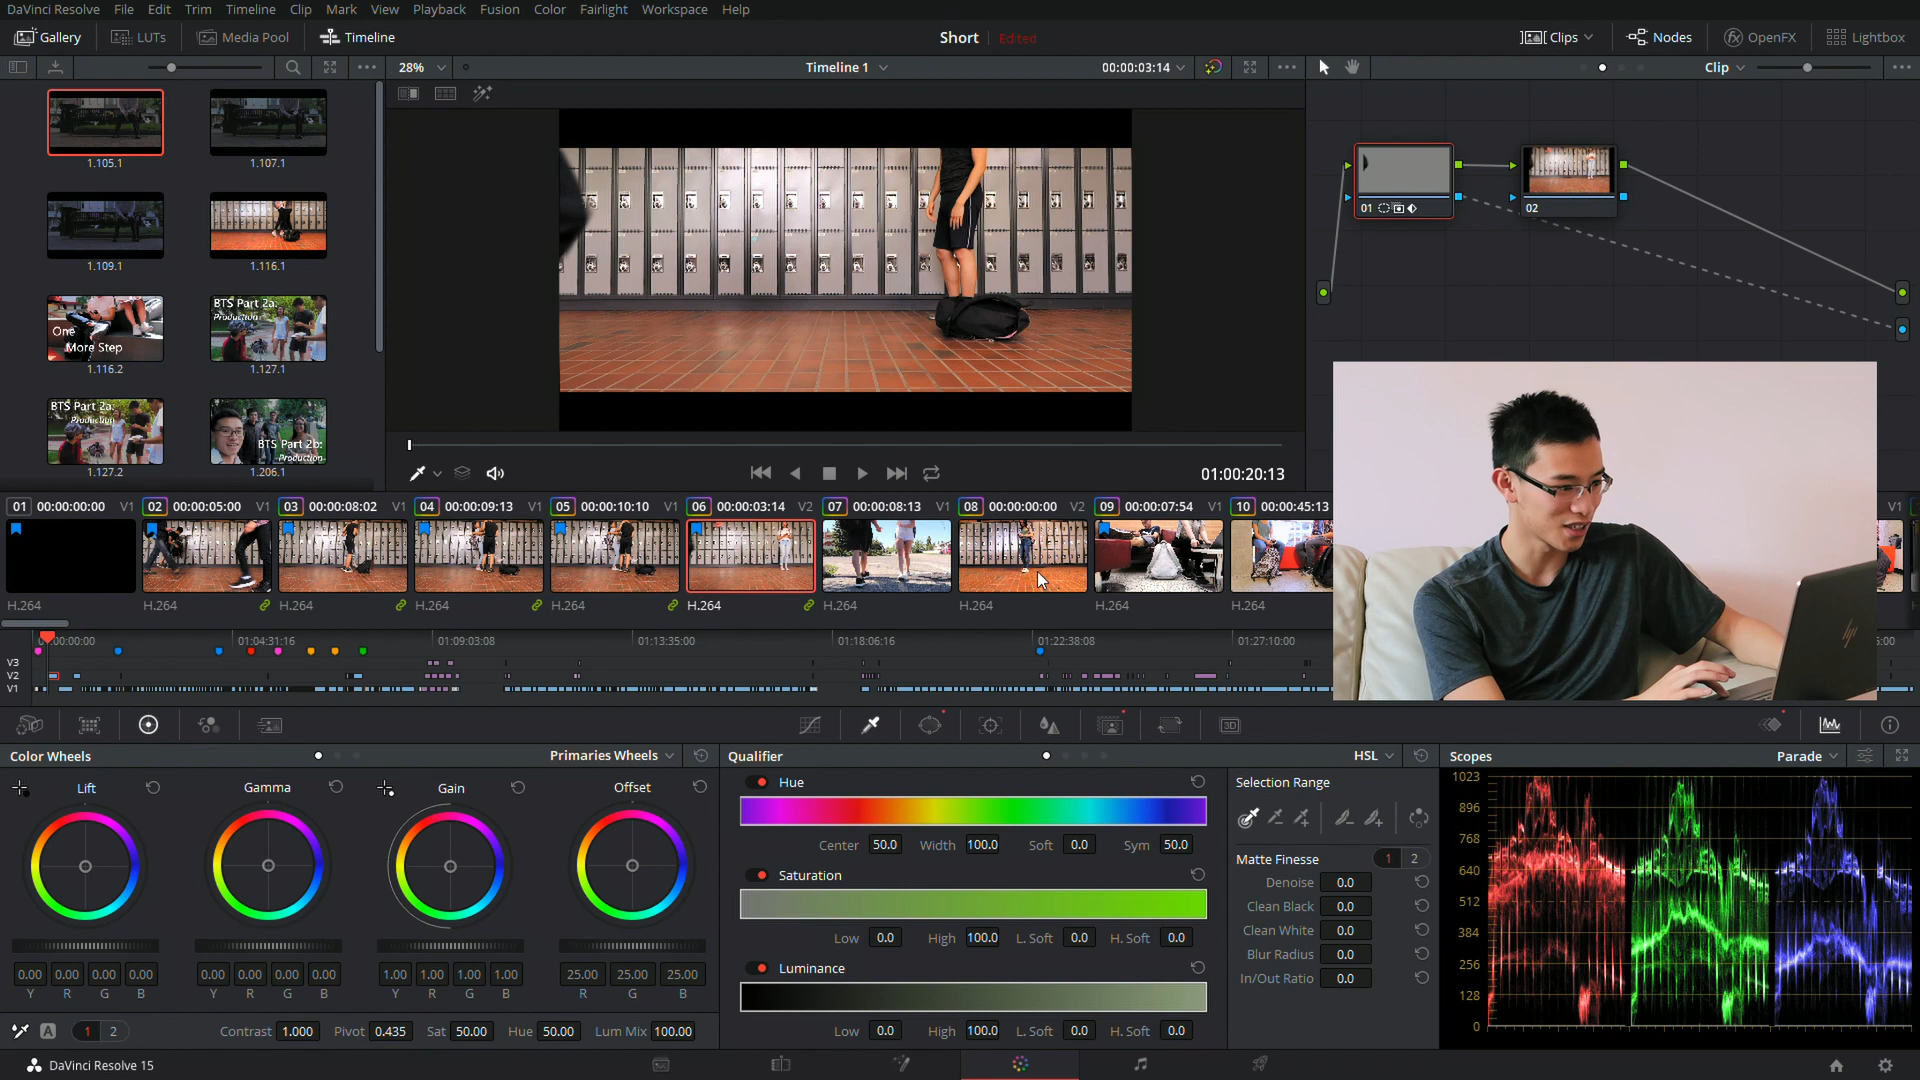 DaVinci Resolve File Edit Trim Timeline Clip Mark View Playback Fusion Color Fairlight Workspace Help
Gallery LUTs Media Pool Timeline Short Edited Clips Nodes OpenFX Lightbox
28% Timeline 1 00:00:03:14 Clip
1.105.1 1.107.1
1.109.1 1.116.1
One More Step
BTS Part 2a: Production
1.116.2 1.127.1
BTS Part 2a: Production
BTS Part 2b: Production
1.127.2 1.206.1
01 02
01:00:20:13
01 00:00:00:00 V1 02 00:00:05:00 V1 03 00:00:08:02 V1 04 00:00:09:13 V1 05 00:00:10:10 V1 06 00:00:03:14 V2 07 00:00:08:13 V1 08 00:00:00:00 V2 09 00:00:07:54 V1 10 00:00:45:13 V1
H.264 H.264 H.264 H.264 H.264 H.264 H.264 H.264 H.264 H.264
00:00:00 01:04:31:16 01:09:03:08 01:13:35:00 01:18:06:16 01:22:38:08 01:27:10:00 5:00
V3
V2
V1
hp
Color Wheels Primaries Wheels Qualifier HSL Scopes Parade
Lift Gamma Gain Offset
0.00 0.00 0.00 0.00 0.00 0.00 0.00 0.00 1.00 1.00 1.00 1.00 25.00 25.00 25.00
Y R G B Y R G B Y R G B R G B
A 1 2 Contrast 1.000 Pivot 0.435 Sat 50.00 Hue 50.00 Lum Mix 100.00
Hue
Center 50.0 Width 100.0 Soft 0.0 Sym 50.0
Saturation
Low 0.0 High 100.0 L. Soft 0.0 H. Soft 0.0
Luminance
Low 0.0 High 100.0 L. Soft 0.0 H. Soft 0.0
Selection Range
Matte Finesse 1 2
Denoise 0.0
Clean Black 0.0
Clean White 0.0
Blur Radius 0.0
In/Out Ratio 0.0
1023
896
768
640
512
384
256
128
0
3D
DaVinci Resolve 15